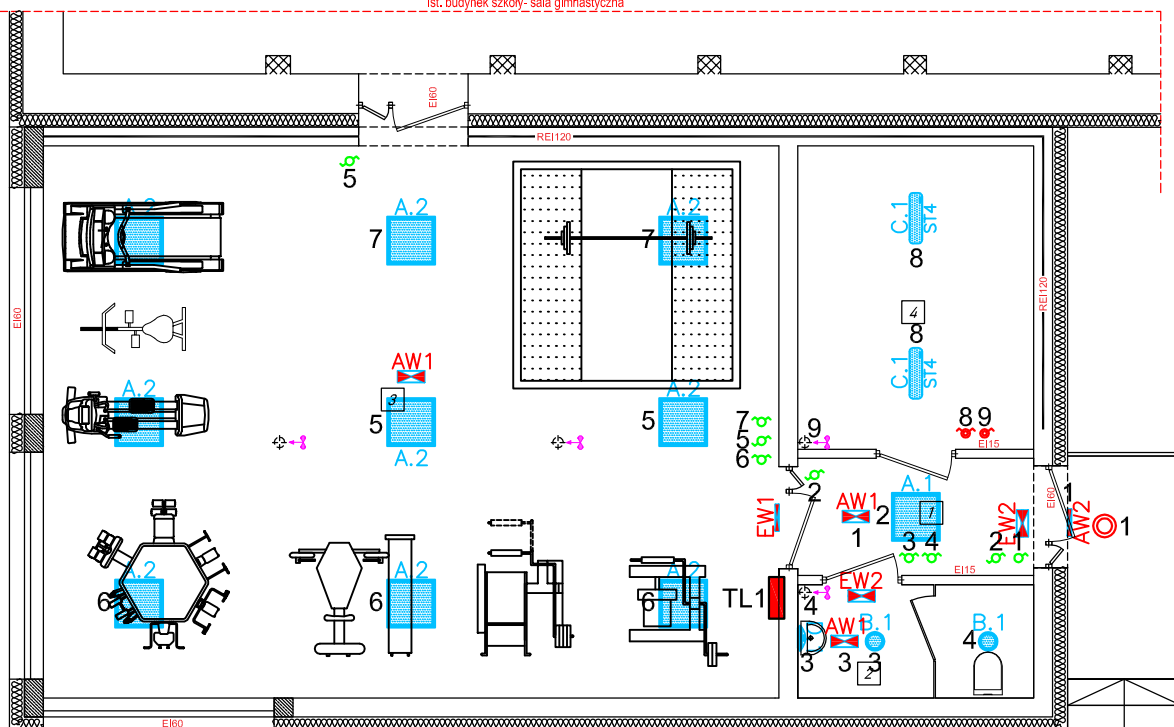 Ist. budynek szkoły- sala gimnastyczna
EI60
REI120
5
A.2
A.2
A.2
7
7
C.1
ST4
8
EI60
REI120
4
8
C.1
ST4
AW1
A.2
3
A.2
5
5
A.2
7
5
6
9
8 9
EI15
2
A.1
EW1
AW1
2
1
1
EW2
EI60
1
AW2
1
3 4
2 1
EI15
A.2
6
A.2
6
A.2
6
TL1
4
EW2
AW1
B.1
B.1
4
3
3
3
2
EI60